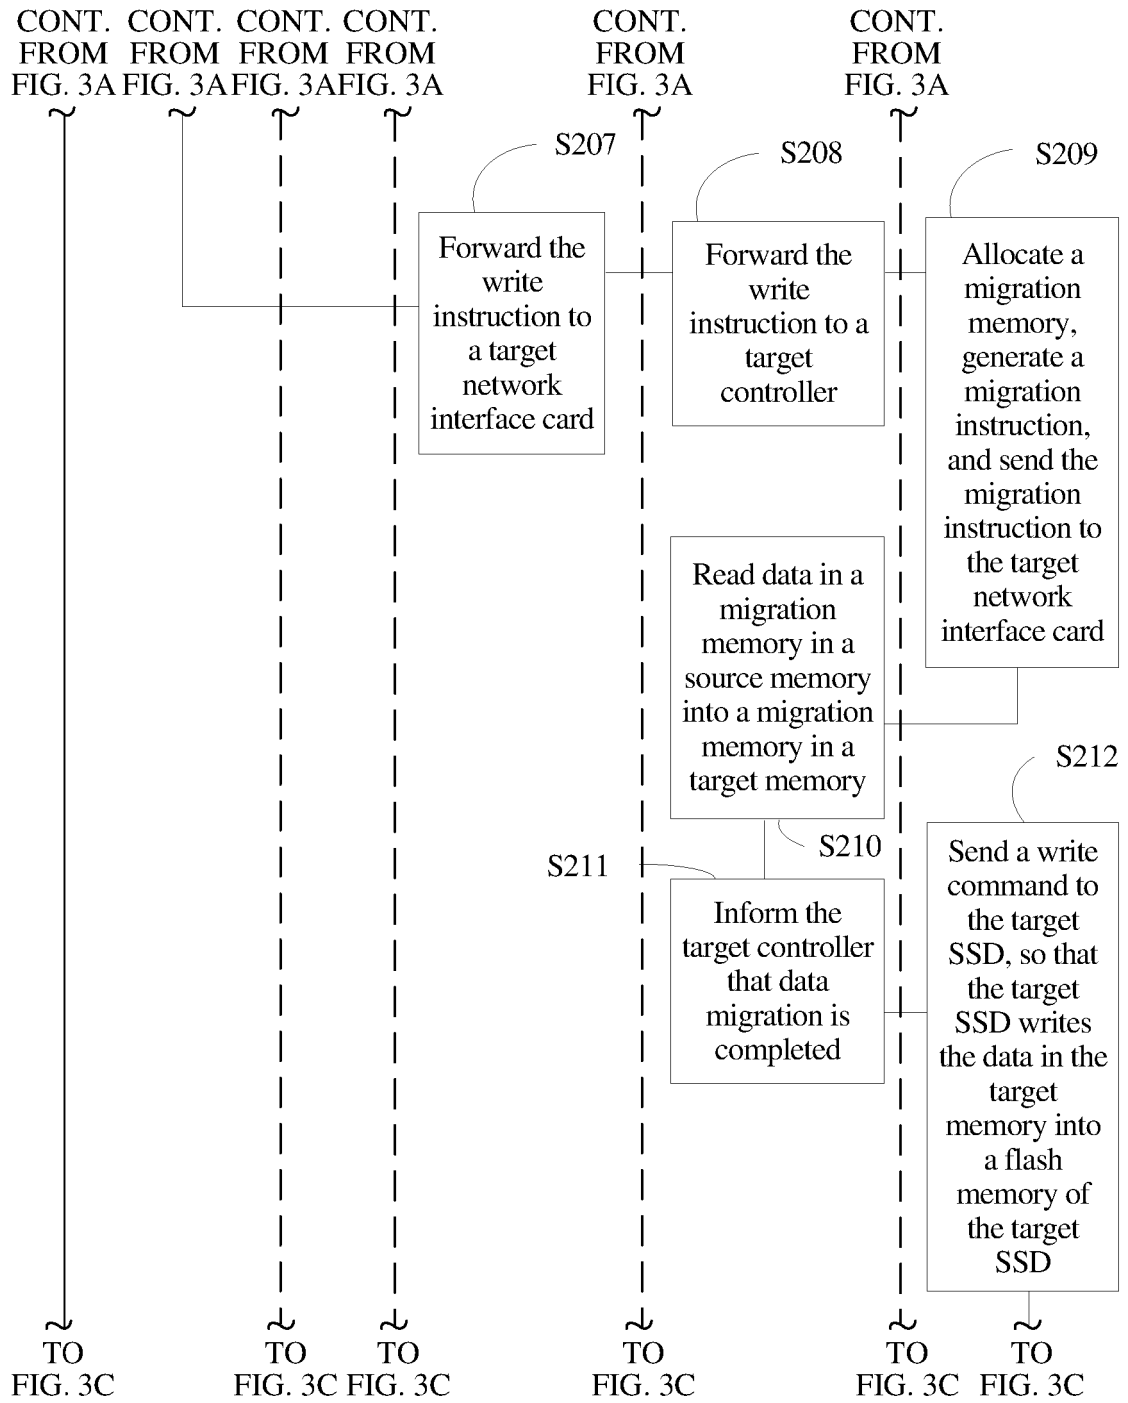 CONT. CONT. CONT. CONT. CONT. CONT.
FROM FROM FROM FROM FROM FROM
FIG. 3A FIG. 3A FIG. 3A FIG. 3A FIG. 3A FIG. 3A
S207
Forward the
write
instruction to
a target
network
interface card
S208
Forward the
write
instruction to a
target
controller
S209
Allocate a
migration
memory,
generate a
migration
instruction,
and send the
migration
instruction to
the target
network
interface card
Read data in a
migration
memory in a
source memory
into a migration
memory in a
target memory
S210
S211
Inform the
target controller
that data
migration is
completed
S212
Send a write
command to
the target
SSD, so that
the target
SSD writes
the data in the
target
memory into
a flash
memory of
the target
SSD
TO TO TO TO TO TO
FIG. 3C FIG. 3C FIG. 3C FIG. 3C FIG. 3C FIG. 3C